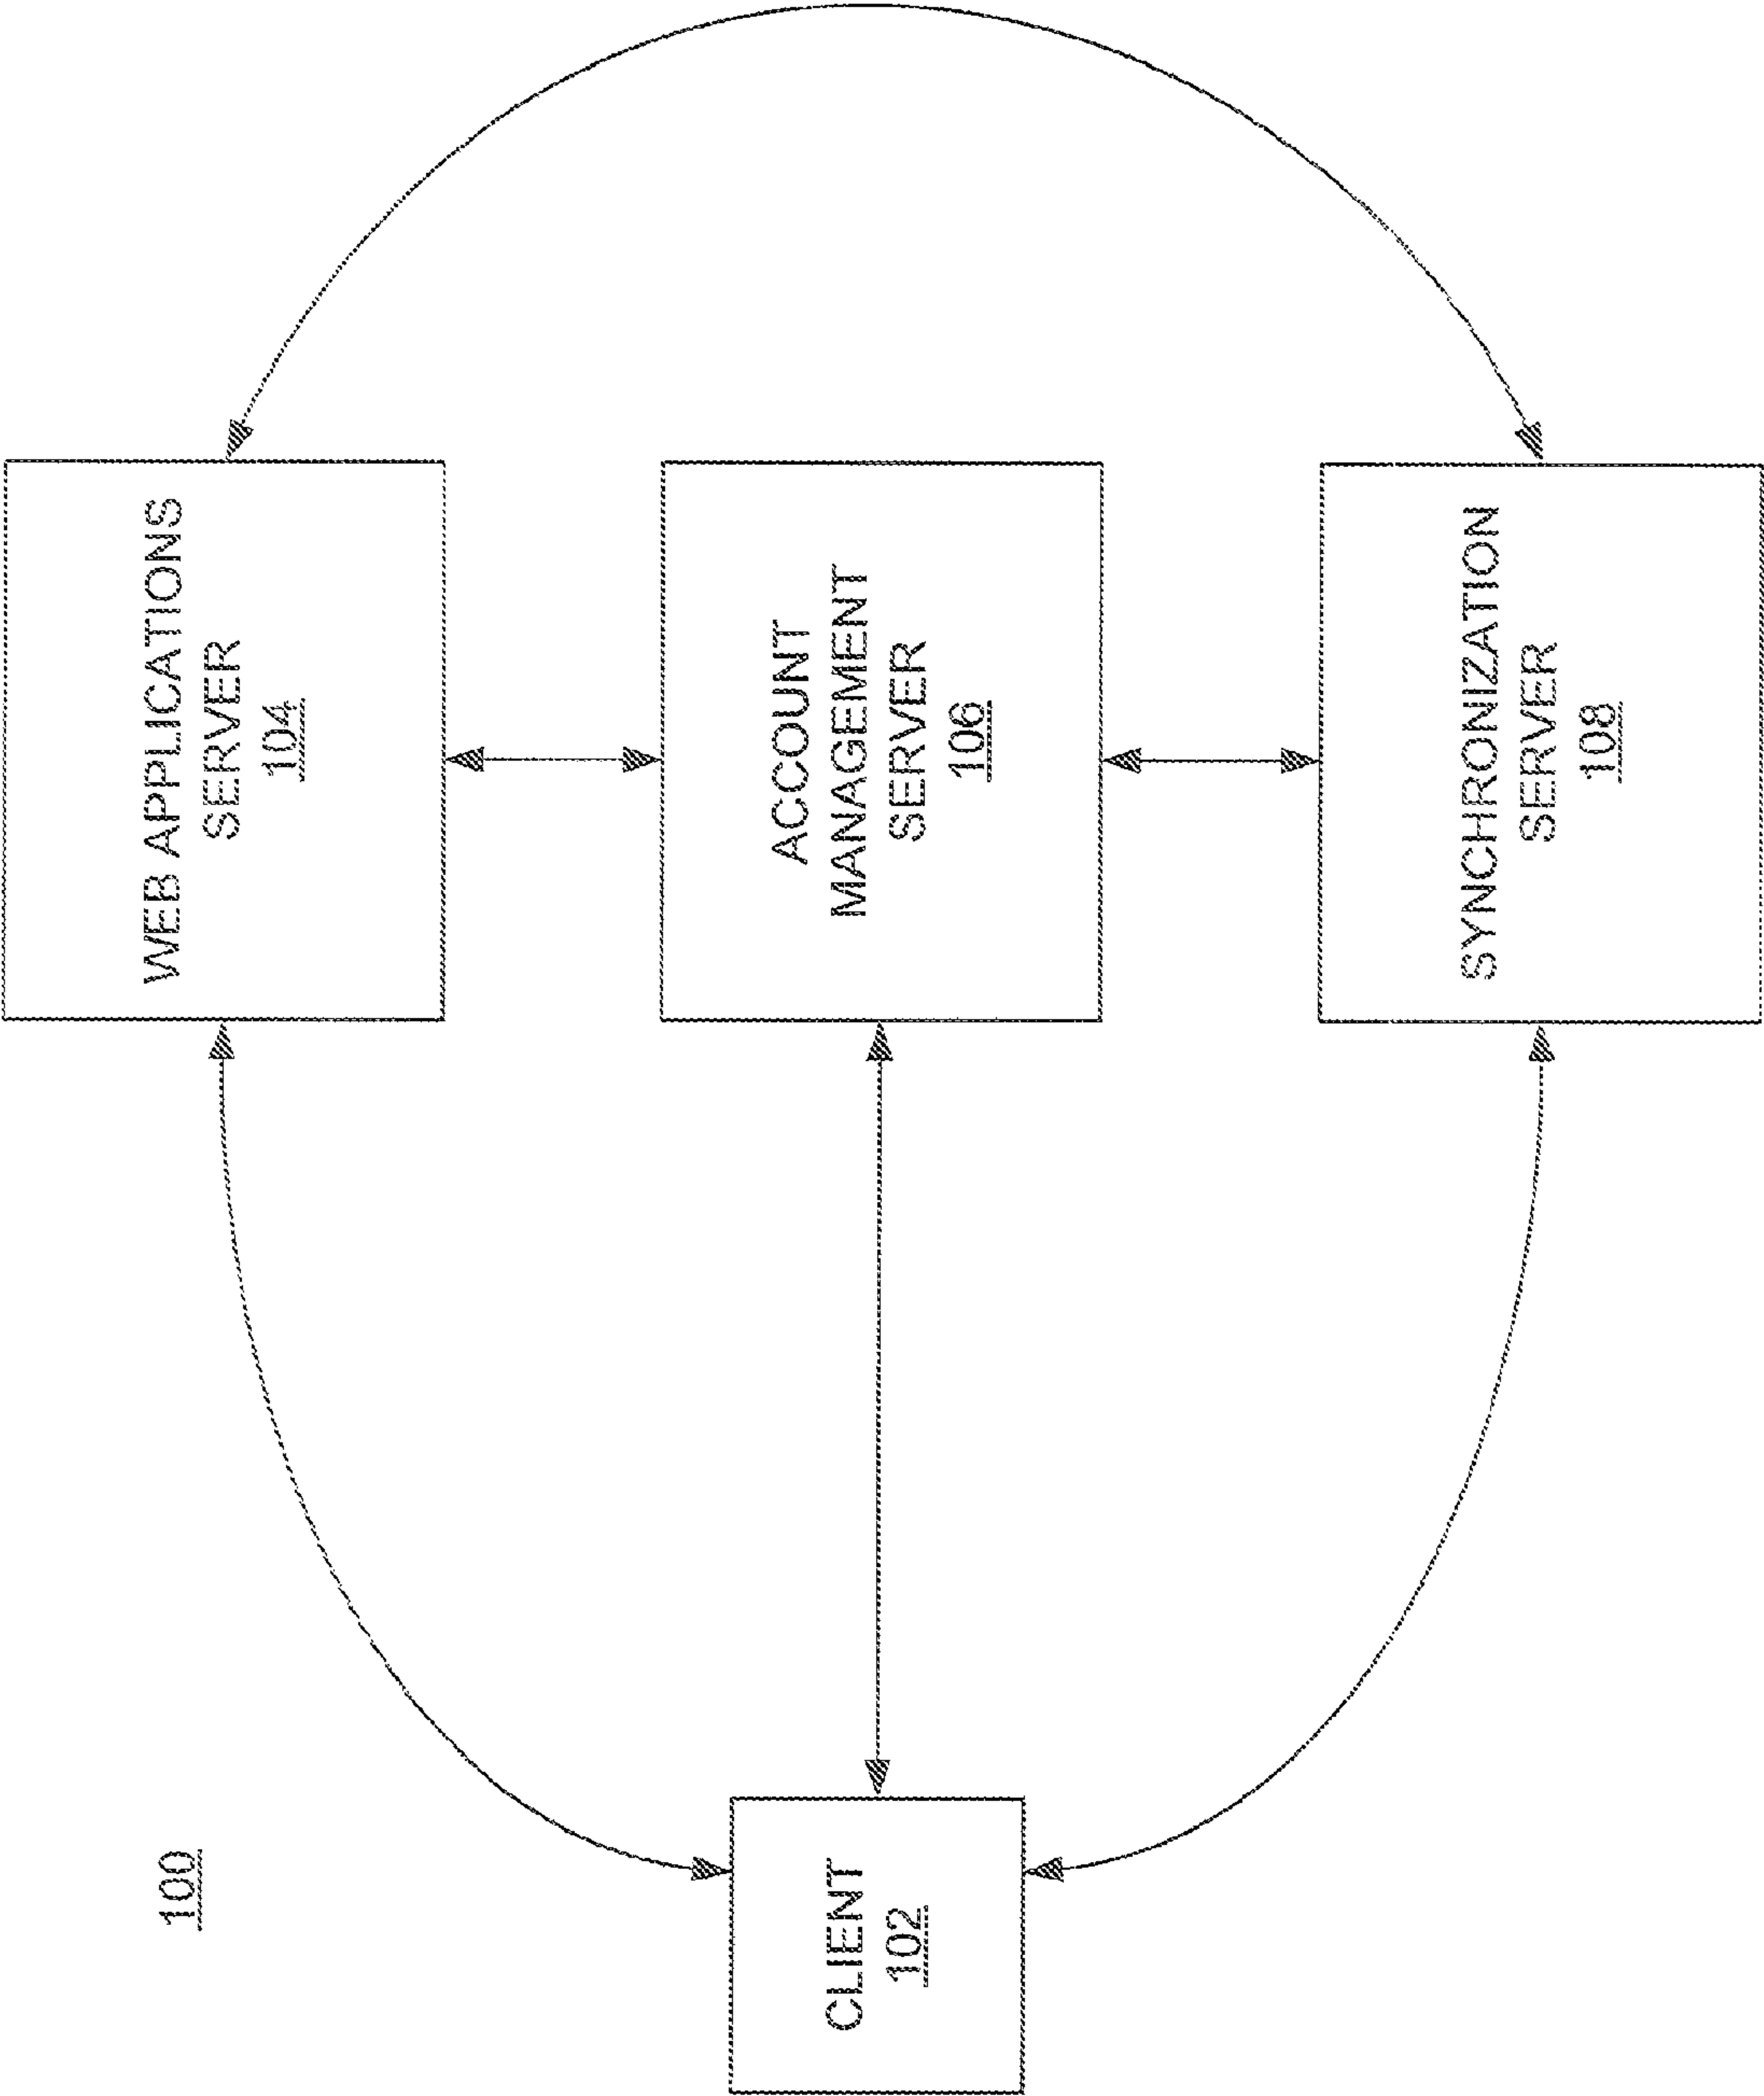 100
WEB APPLICATIONS
SERVER
104
CLIENT
102
ACCOUNT
MANAGEMENT
SERVER
106
SYNCHRONIZATION
SERVER
108